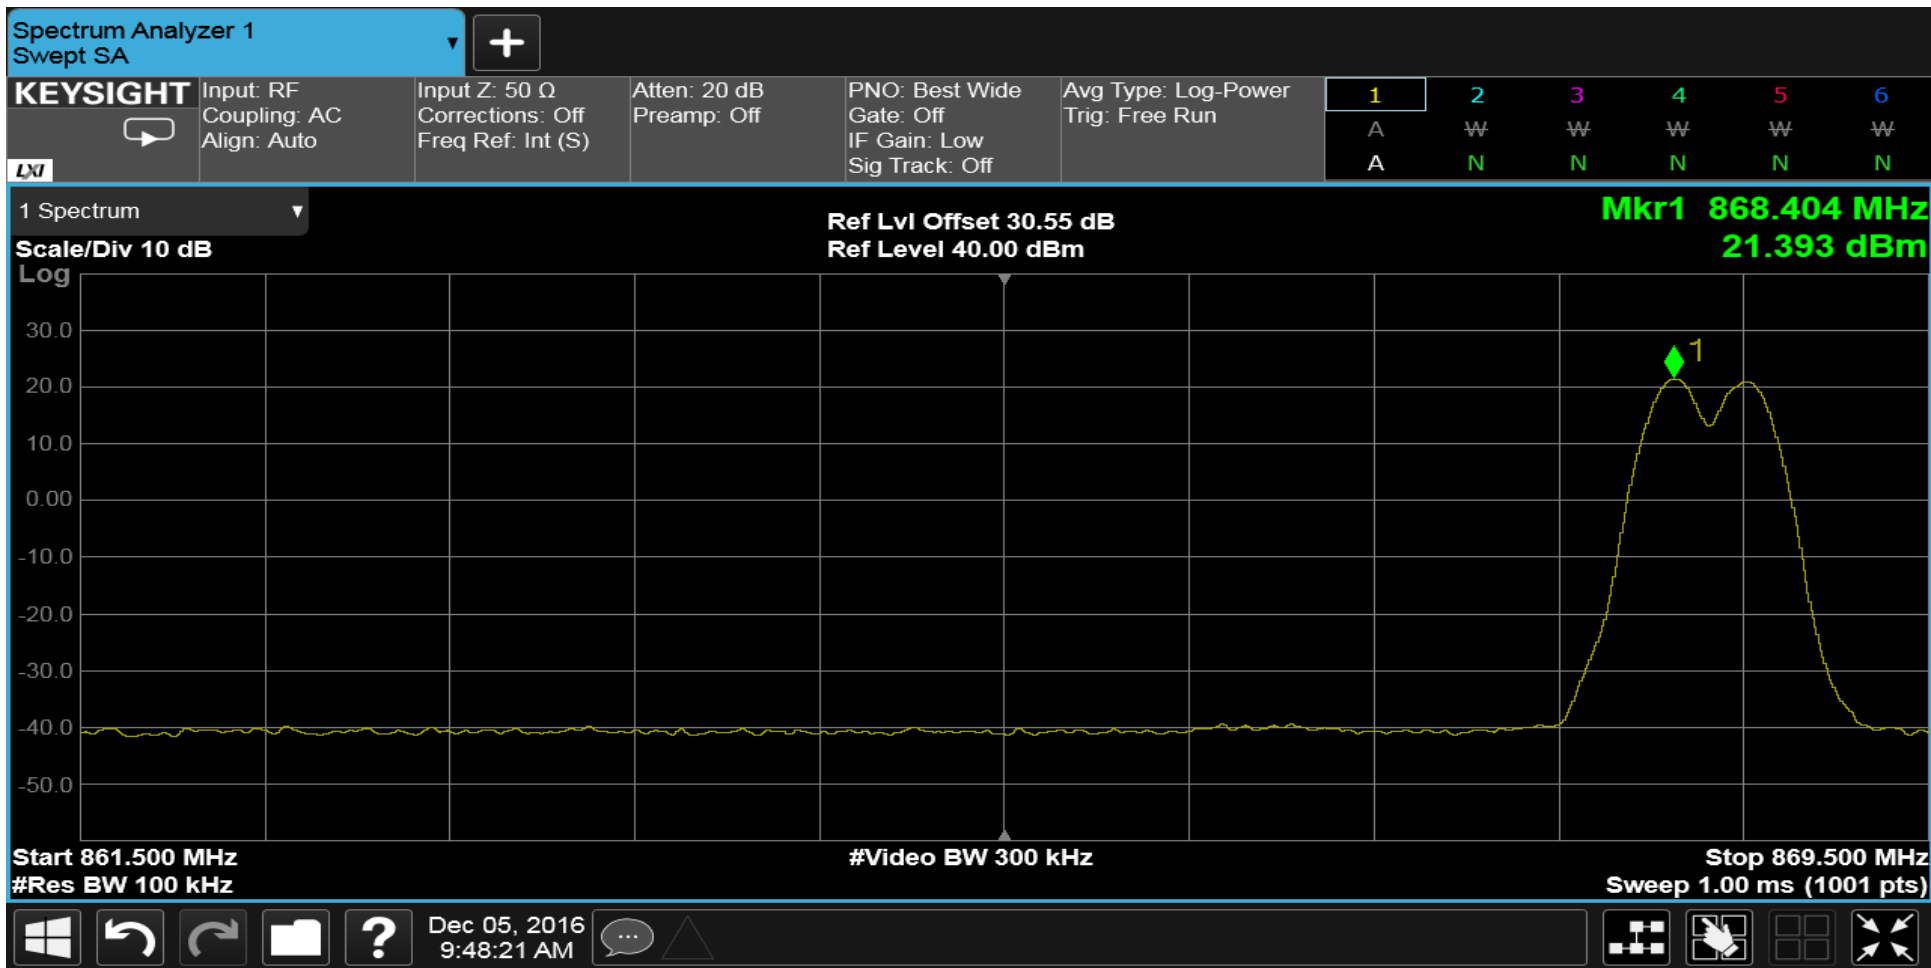 Spectrum Analyzer 1
Swept SA
KEYSIGHT
LXI
Input: RF
Coupling: AC
Align: Auto
Input Z: 50 Ω
Corrections: Off
Freq Ref: Int (S)
Atten: 20 dB
Preamp: Off
PNO: Best Wide
Gate: Off
IF Gain: Low
Sig Track: Off
Avg Type: Log-Power
Trig: Free Run
1 2 3 4 5 6
A W W W W W
A N N N N N
1 Spectrum
Scale/Div 10 dB
Log
Ref Lvl Offset 30.55 dB
Ref Level 40.00 dBm
Mkr1 868.404 MHz
21.393 dBm
1
30.0
20.0
10.0
0.00
-10.0
-20.0
-30.0
-40.0
-50.0
Start 861.500 MHz
#Res BW 100 kHz
#Video BW 300 kHz
Stop 869.500 MHz
Sweep 1.00 ms (1001 pts)
?
Dec 05, 2016
9:48:21 AM